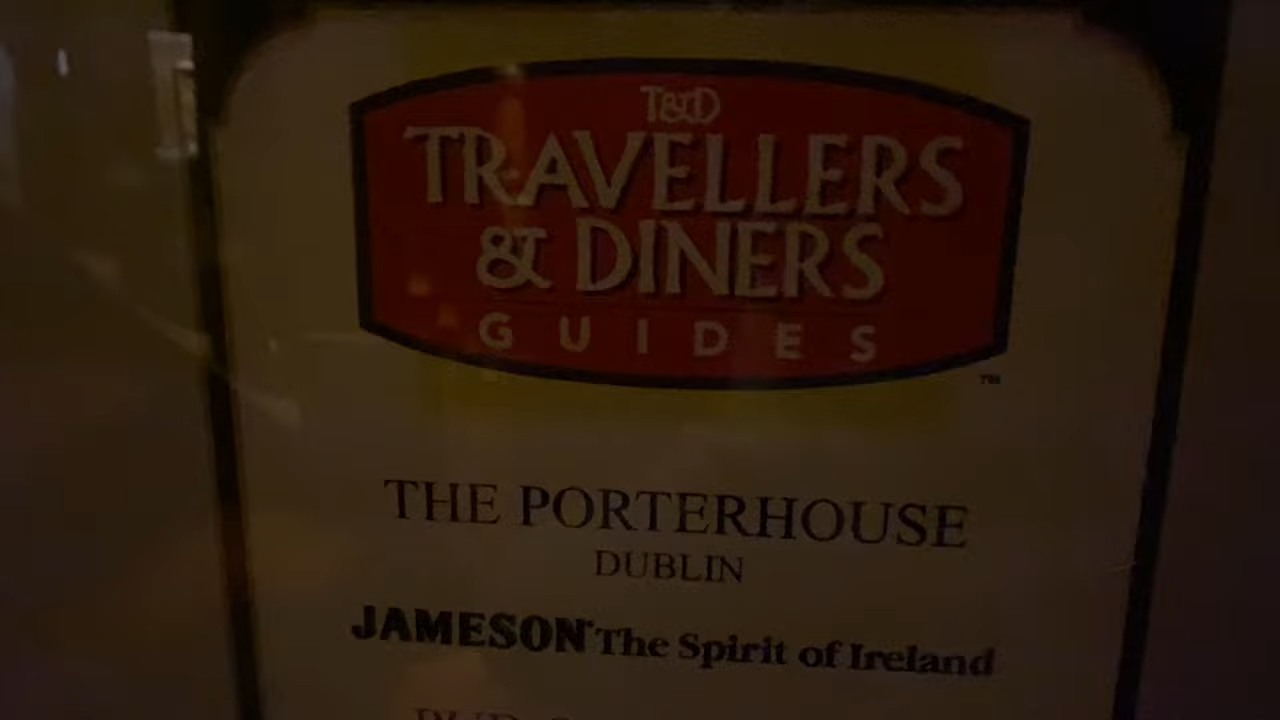 T&D
TRAVELLERS
& DINERS
GUIDES
TM
THE PORTERHOUSE
DUBLIN
JAMESON The Spirit of Ireland